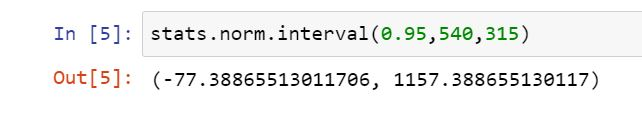 In [5]: stats.norm.interval(0.95,540,315)
Out[5]: (-77.38865513011706, 1157.388655130117)